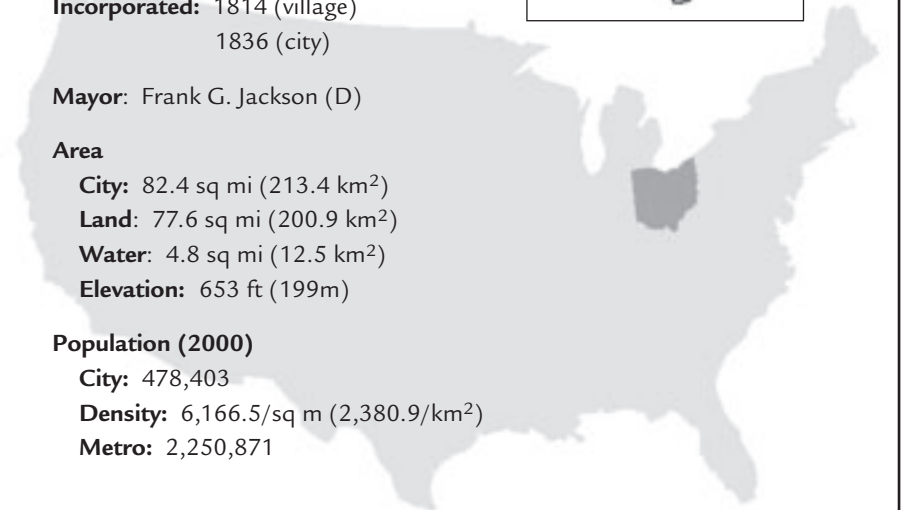 Incorporated: 1814 (village)
1836 (city)
Mayor: Frank G. Jackson (D)
Area
City: 82.4 sq mi (213.4 km²)
Land: 77.6 sq mi (200.9 km²)
Water: 4.8 sq mi (12.5 km²)
Elevation: 653 ft (199m)
Population (2000)
City: 478,403
Density: 6,166.5/sq m (2,380.9/km²)
Metro: 2,250,871